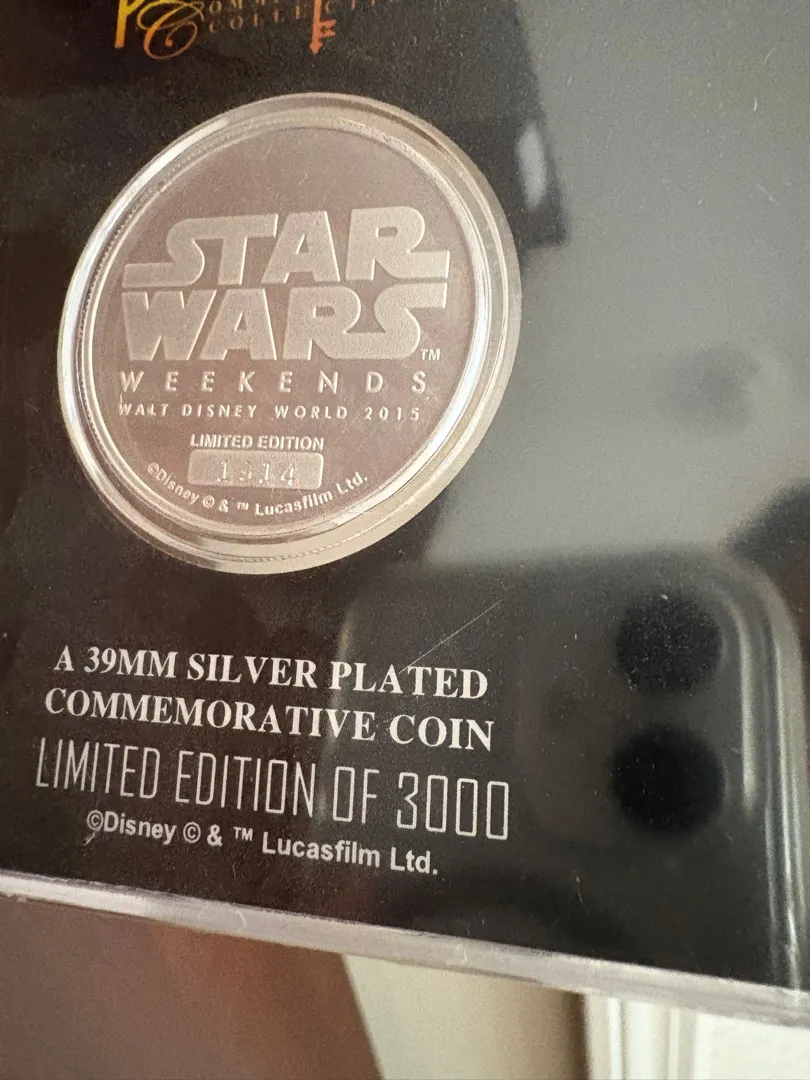 COLLECTI
STAR
WARS
TM
WEEKENDS
WALT DISNEY WORLD 2015
LIMITED EDITION
©Disney © & ™ Lucasfilm Ltd.
A 39MM SILVER PLATED
COMMEMORATIVE COIN
LIMITED EDITION OF 3000
©Disney © & ™ Lucasfilm Ltd.